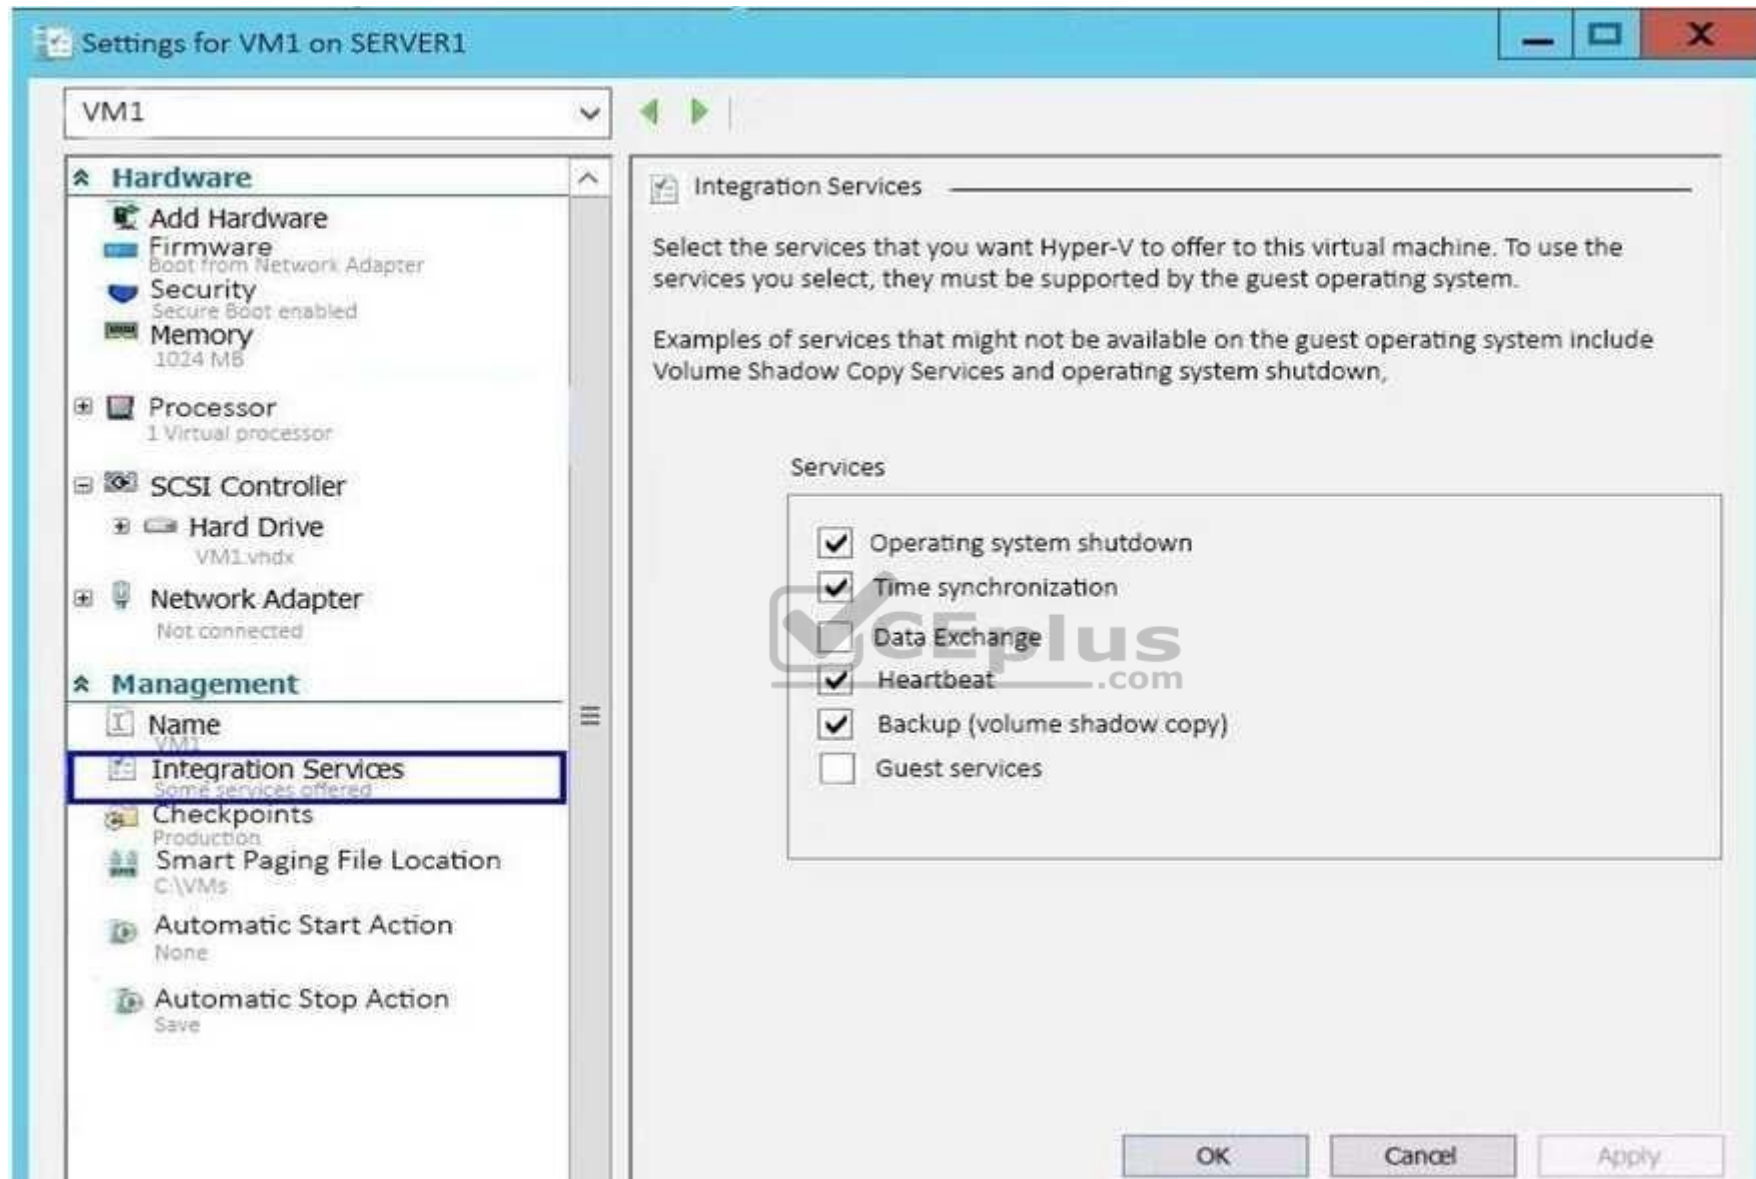 Settings for VM1 on SERVER1
X
VM1
Hardware
Add Hardware
Firmware
Boot from Network Adapter
Security
Secure Boot enabled
Memory
1024 MB
Processor
1 Virtual processor
SCSI Controller
Hard Drive
VM1.vhdx
Network Adapter
Not connected
Management
Name
VM1
Integration Services
Some services offered
Checkpoints
Production
Smart Paging File Location
C:\VMs
Automatic Start Action
None
Automatic Stop Action
Save
Integration Services
Select the services that you want Hyper-V to offer to this virtual machine. To use the
services you select, they must be supported by the guest operating system.
Examples of services that might not be available on the guest operating system include
Volume Shadow Copy Services and operating system shutdown,
Services
Operating system shutdown
Time synchronization
Data Exchange
Heartbeat
Backup (volume shadow copy)
Guest services
CEplus
.com
OK
Cancel
Apply